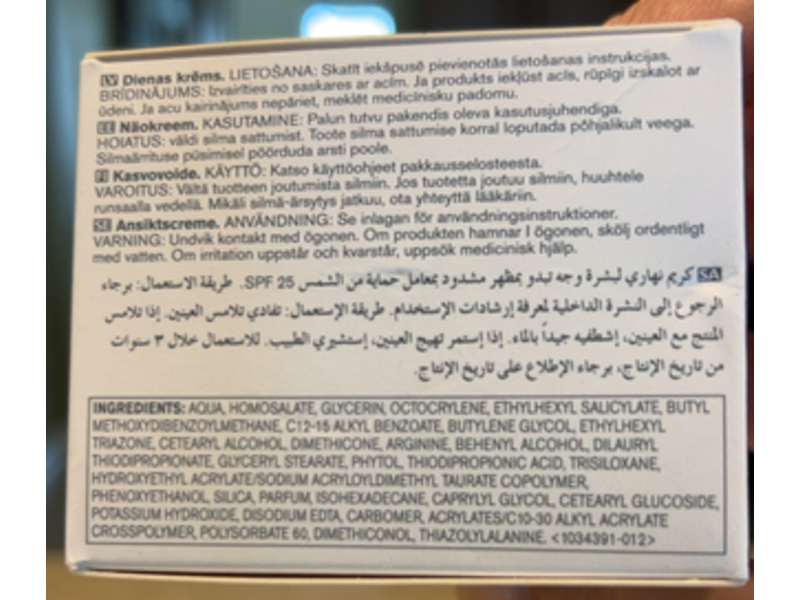 LV Dienas krēms. LIETOŠANA: Skatīt iekšpusē pievienotās lietošanas instrukcijas.
BRĪDINĀJUMS: Izvairīties no saskares ar acīm. Ja produkts iekļūst acīs, rūpīgi izskalot ar
ūdeni. Ja acu kairinājums nepāriet, meklēt medicīnisku padomu.
EE Näokreem. KASUTAMINE: Palun tutvu pakendis oleva kasutusjuhendiga.
HOIATUS: väldi silma sattumist. Toote silma sattumise korral loputada põhjalikult veega.
Silmaärrituse püsimisel pöörduda arsti poole.
FI Kasvovoide. KÄYTTÖ: Katso käyttöohjeet pakkausselosteesta.
VAROITUS: Vältä tuotteen joutumista silmiin. Jos tuotetta joutuu silmiin, huuhtele
runsaalla vedellä. Mikäli silmä-ärsytys jatkuu, ota yhteyttä lääkäriin.
SE Ansiktscreme. ANVÄNDNING: Se inlagan för användningsinstruktioner.
VARNING: Undvik kontakt med ögonen. Om produkten hamnar I ögonen, skölj ordentligt
med vatten. Om irritation uppstår och kvarstår, uppsök medicinisk hjälp.
SA كريم نهاري لبشرة وجه تبدو بمظهر مشدود بمعامل حماية من الشمس SPF 25. طريقة الاستعمال: برجاء
الرجوع إلى النشرة الداخلية لمعرفة إرشادات الإستخدام. طريقة الإستعمال: تفادي تلامس العينين. إذا تلامس
المنتج مع العينين، إشطفيه جيداً بالماء. إذا إستمر تهيج العينين، إستشيري الطبيب. للاستعمال خلال ٣ سنوات
من تاريخ الإنتاج، برجاء الإطلاع على تاريخ الإنتاج.
INGREDIENTS: AQUA, HOMOSALATE, GLYCERIN, OCTOCRYLENE, ETHYLHEXYL SALICYLATE, BUTYL
METHOXYDIBENZOYLMETHANE, C12-15 ALKYL BENZOATE, BUTYLENE GLYCOL, ETHYLHEXYL
TRIAZONE, CETEARYL ALCOHOL, DIMETHICONE, ARGININE, BEHENYL ALCOHOL, DILAURYL
THIODIPROPIONATE, GLYCERYL STEARATE, PHYTOL, THIODIPROPIONIC ACID, TRISILOXANE,
HYDROXYETHYL ACRYLATE/SODIUM ACRYLOYLDIMETHYL TAURATE COPOLYMER,
PHENOXYETHANOL, SILICA, PARFUM, ISOHEXADECANE, CAPRYLYL GLYCOL, CETEARYL GLUCOSIDE,
POTASSIUM HYDROXIDE, DISODIUM EDTA, CARBOMER, ACRYLATES/C10-30 ALKYL ACRYLATE
CROSSPOLYMER, POLYSORBATE 60, DIMETHICONOL, THIAZOLYLALANINE. <1034391-012>